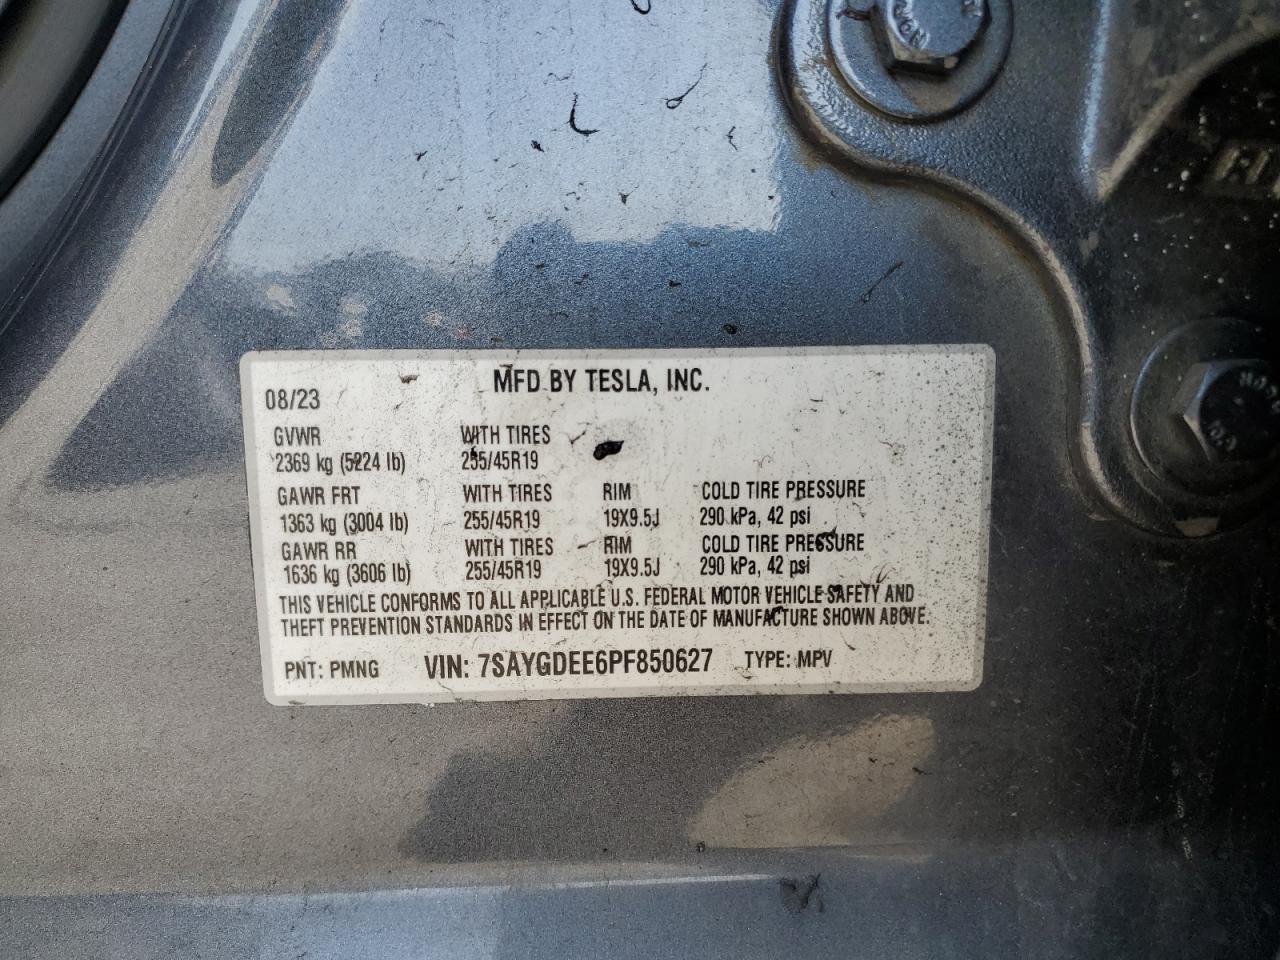 MFD BY TESLA, INC.
08/23
GVWR WITH TIRES
2369 kg (5224 lb) 255/45R19
GAWR FRT WITH TIRES RIM COLD TIRE PRESSURE
1363 kg (3004 lb) 255/45R19 19X9.5J 290 kPa, 42 psi
GAWR RR WITH TIRES RIM COLD TIRE PRESSURE
1636 kg (3606 lb) 255/45R19 19X9.5J 290 kPa, 42 psi
THIS VEHICLE CONFORMS TO ALL APPLICABLE U.S. FEDERAL MOTOR VEHICLE SAFETY AND
THEFT PREVENTION STANDARDS IN EFFECT ON THE DATE OF MANUFACTURE SHOWN ABOVE.
PNT: PMNG VIN: 7SAYGDEE6PF850627 TYPE: MPV